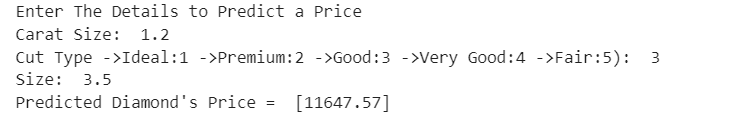 Enter The Details to Predict a Price
Carat Size:  1.2
Cut Type ->Ideal:1 ->Premium:2 ->Good:3 ->Very Good:4 ->Fair:5):  3
Size:  3.5
Predicted Diamond's Price =  [11647.57]